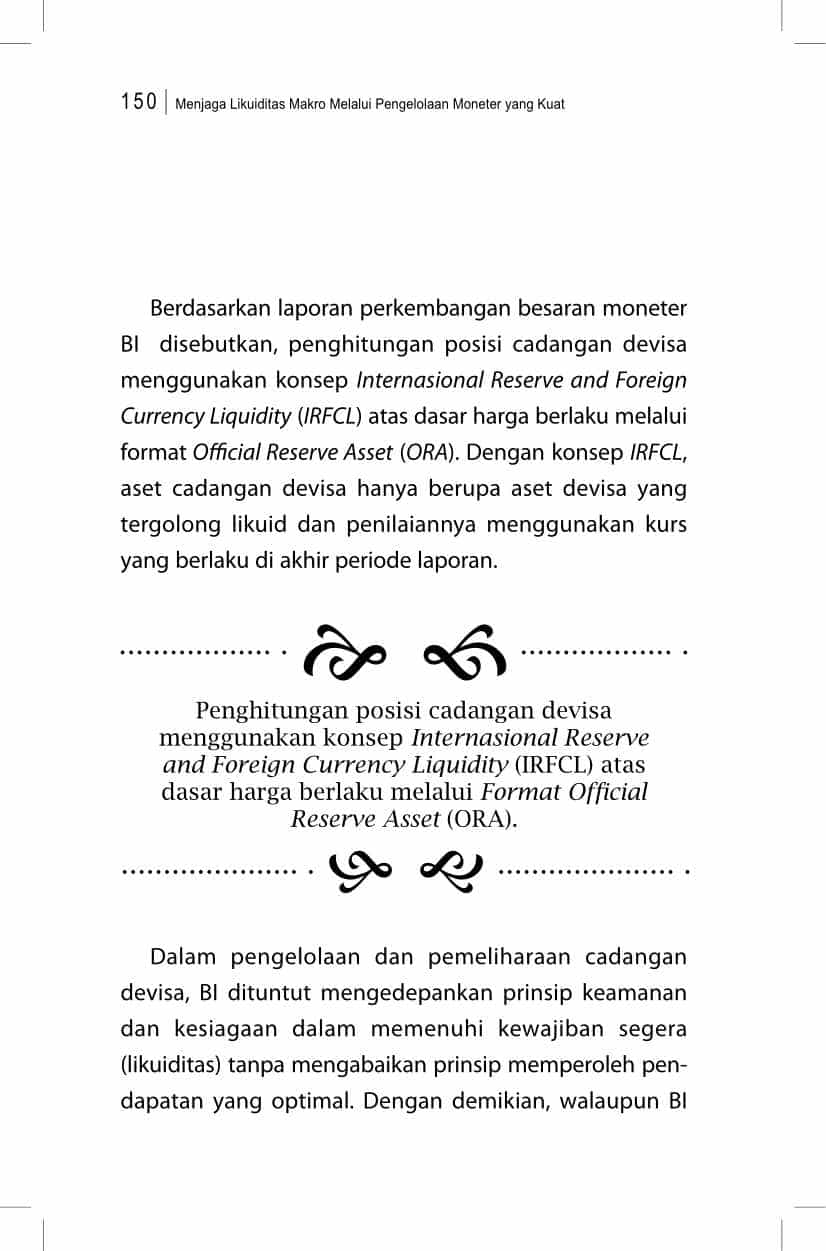 150 Menjaga Likuiditas Makro Melalui Pengelolaan Moneter yang Kuat
Berdasarkan laporan perkembangan besaran moneter
BI disebutkan, penghitungan posisi cadangan devisa
menggunakan konsep Internasional Reserve and Foreign
Currency Liquidity (IRFCL) atas dasar harga berlaku melalui
format Official Reserve Asset (ORA). Dengan konsep IRFCL,
aset cadangan devisa hanya berupa aset devisa yang
tergolong likuid dan penilaiannya menggunakan kurs
yang berlaku di akhir periode laporan.
Penghitungan posisi cadangan devisa
menggunakan konsep Internasional Reserve
and Foreign Currency Liquidity (IRFCL) atas
dasar harga berlaku melalui Format Official
Reserve Asset (ORA).
Dalam pengelolaan dan pemeliharaan cadangan
devisa, BI dituntut mengedepankan prinsip keamanan
dan kesiagaan dalam memenuhi kewajiban segera
(likuiditas) tanpa mengabaikan prinsip memperoleh pen-
dapatan yang optimal. Dengan demikian, walaupun BI